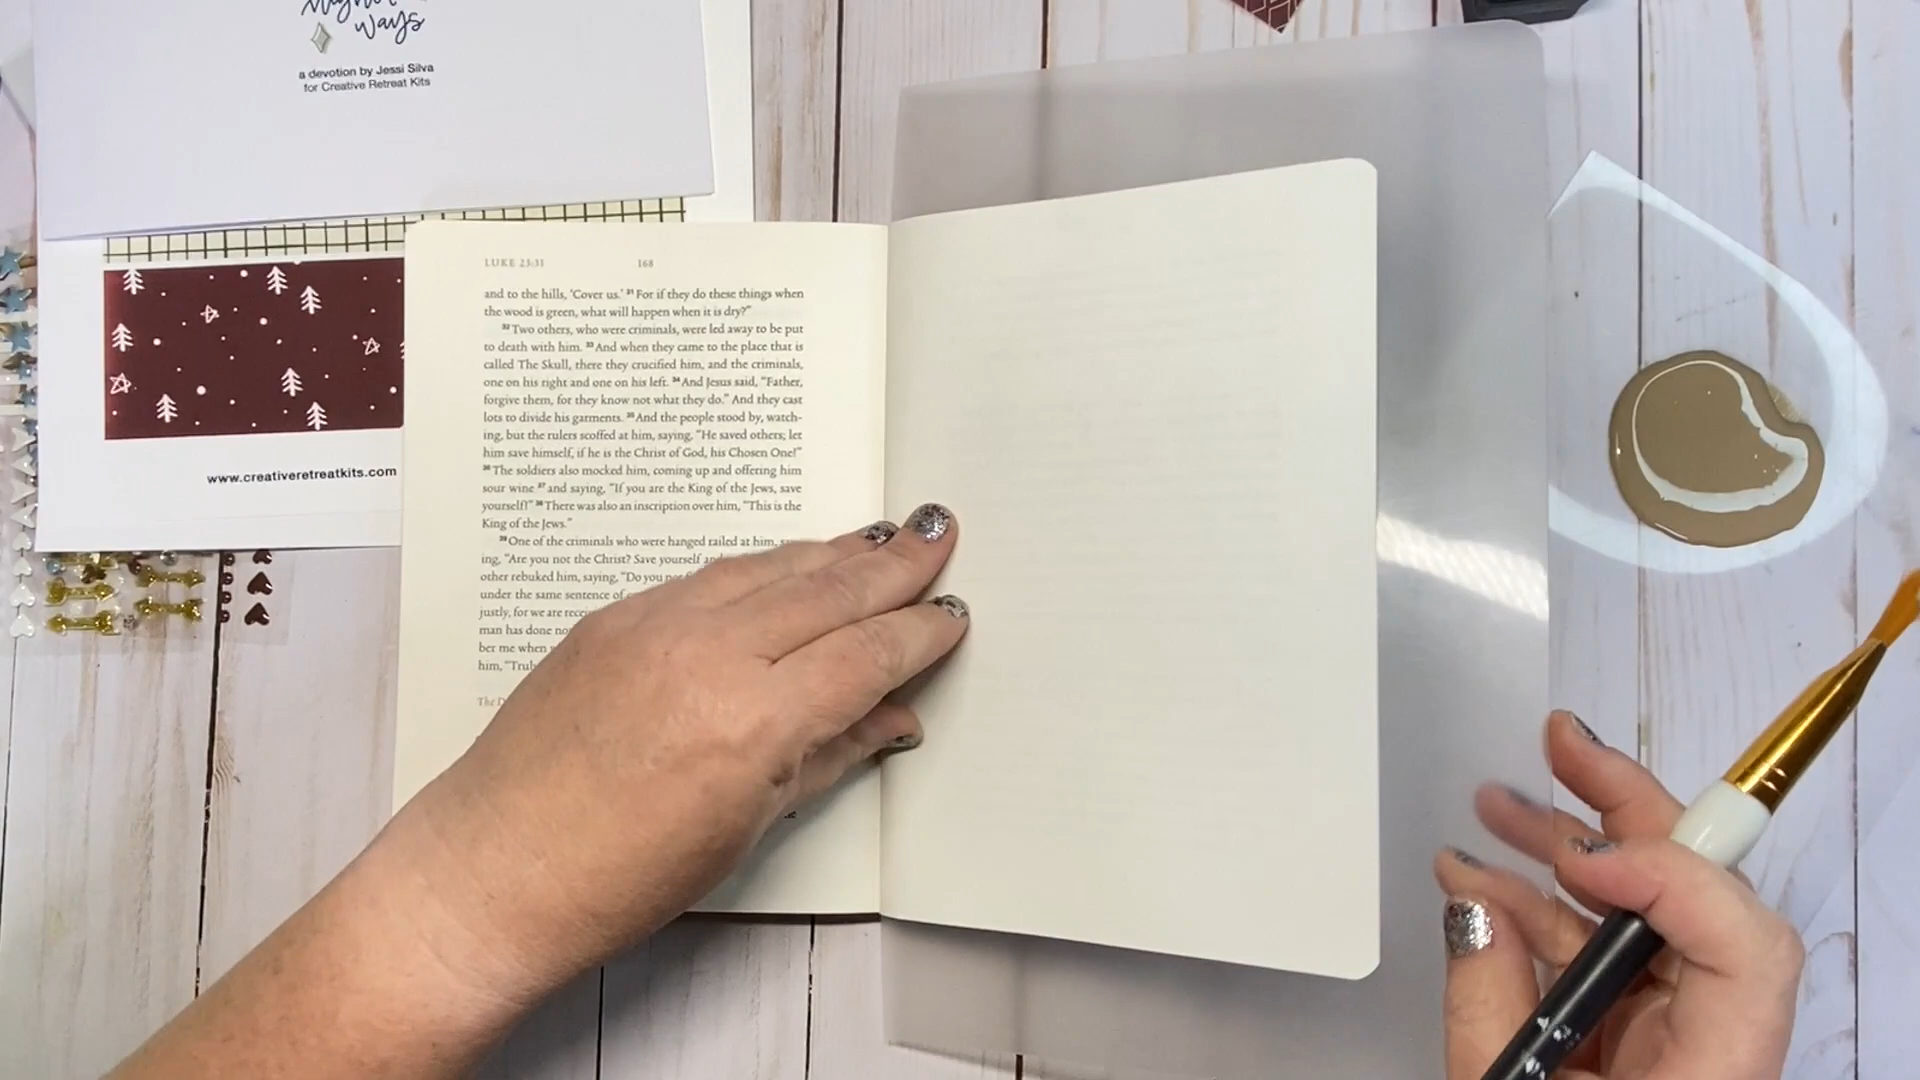 ways
a devotion by Jessi Silva
for Creative Retreat Kits
www.creativeretreatkits.com
LUKE 23:31 168
and to the hills, ‘Cover us.’ 31 For if they do these things when
the wood is green, what will happen when it is dry?”
32 Two others, who were criminals, were led away to be put
to death with him. 33 And when they came to the place that is
called The Skull, there they crucified him, and the criminals,
one on his right and one on his left. 34 And Jesus said, “Father,
forgive them, for they know not what they do.” And they cast
lots to divide his garments. 35 And the people stood by, watch-
ing, but the rulers scoffed at him, saying, “He saved others; let
him save himself, if he is the Christ of God, his Chosen One!”
36 The soldiers also mocked him, coming up and offering him
sour wine 37 and saying, “If you are the King of the Jews, save
yourself!” 38 There was also an inscription over him, “This is the
King of the Jews.”
39 One of the criminals who were hanged railed at him,
ing, “Are you not the Christ? Save yourself
other rebuked him, saying, “Do you
under the same sentence of
justly, for we are
man has done
ber me when
him,
The